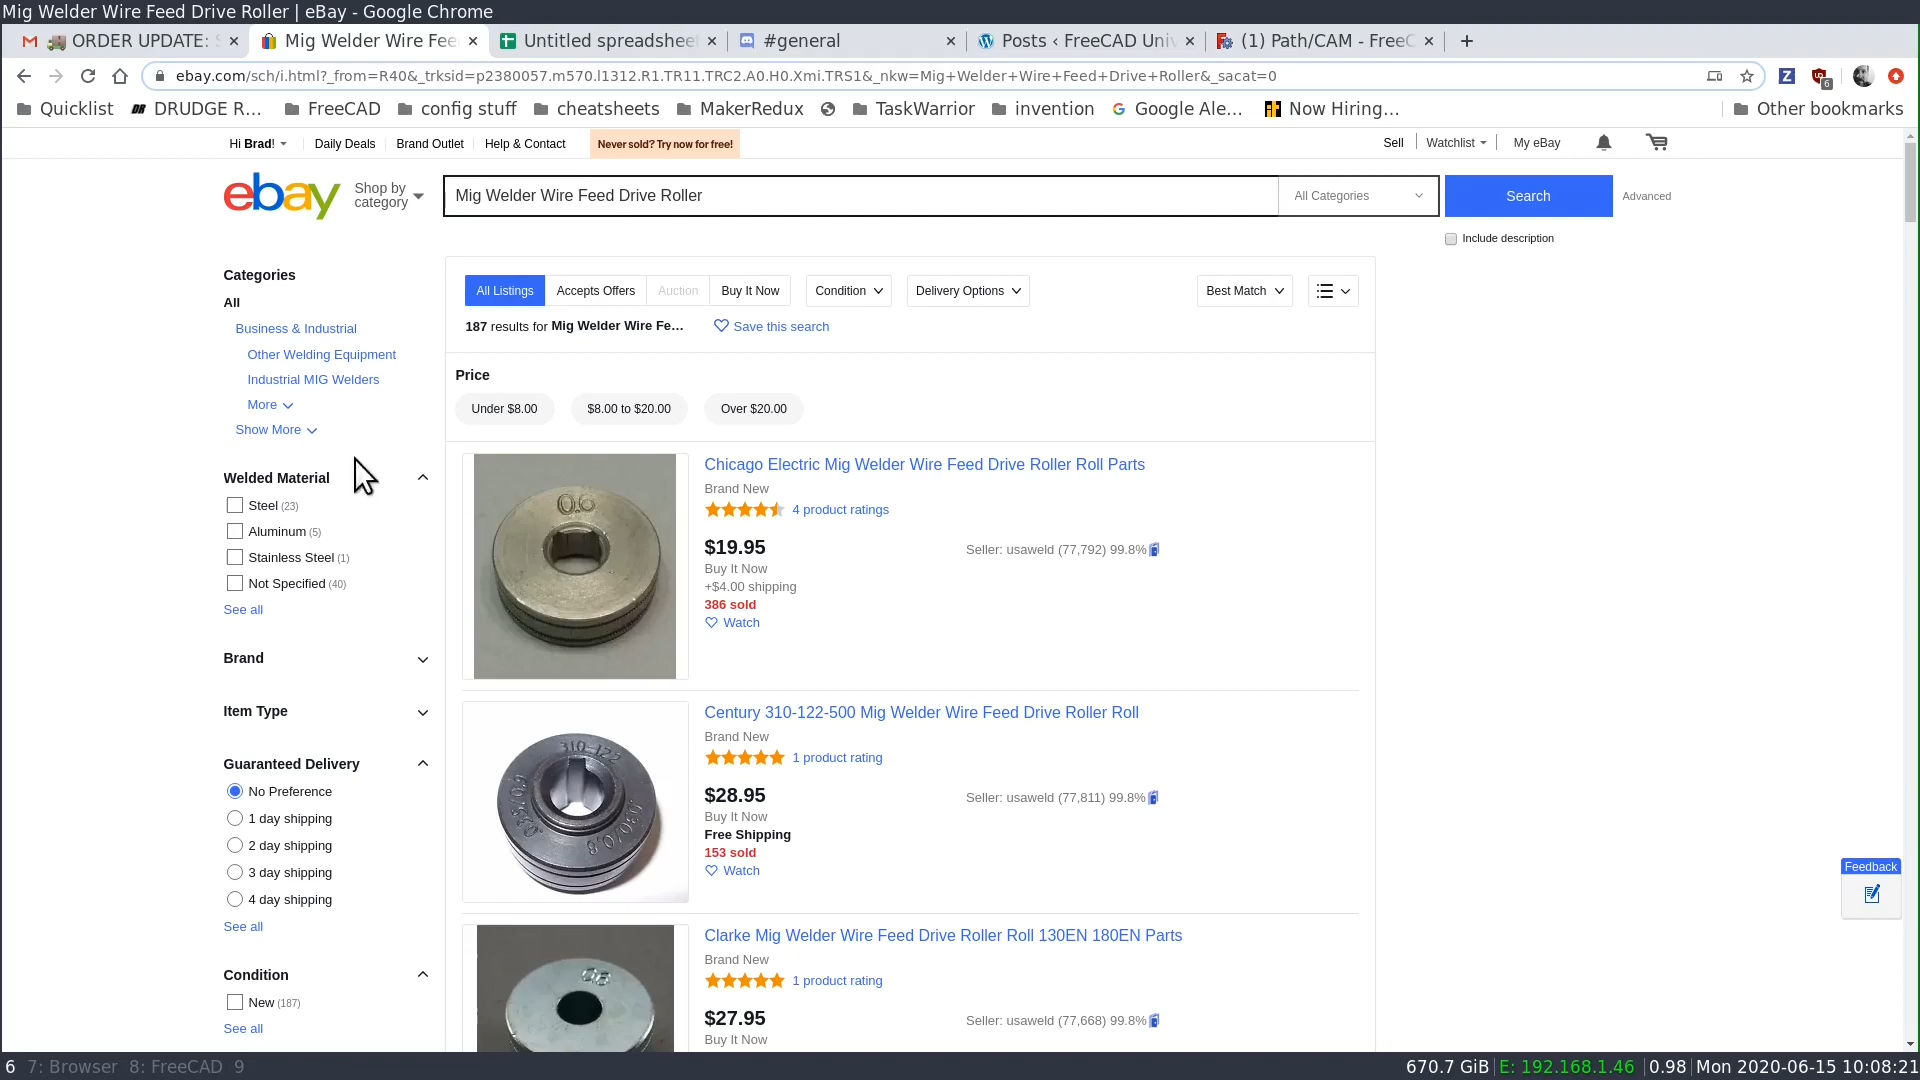 Mig Welder Wire Feed Drive Roller | eBay - Google Chrome
ORDER UPDATE:
Mig Welder Wire Fee
Untitled spreadshee
#general
Posts ‹ FreeCAD Uni
(1) Path/CAM - FreeC
ebay.com/sch/i.html?_from=R40&_trksid=p2380057.m570.l1312.R1.TR11.TRC2.A0.H0.Xmi.TRS1&_nkw=Mig+Welder+Wire+Feed+Drive+Roller&_sacat=0
Z
6
Quicklist
DR DRUDGE R...
FreeCAD
config stuff
cheatsheets
MakerRedux
TaskWarrior
invention
Google Ale...
Now Hiring...
Other bookmarks
Hi Brad!
Daily Deals
Brand Outlet
Help & Contact
Never sold? Try now for free!
Sell
Watchlist
My eBay
ebay
Shop by
category
Mig Welder Wire Feed Drive Roller
All Categories
Search
Advanced
Include description
Categories
All
Business & Industrial
Other Welding Equipment
Industrial MIG Welders
More
Show More
Welded Material
Steel (23)
Aluminum (5)
Stainless Steel (1)
Not Specified (40)
See all
Brand
Item Type
Guaranteed Delivery
No Preference
1 day shipping
2 day shipping
3 day shipping
4 day shipping
See all
Condition
New (187)
See all
All Listings
Accepts Offers
Auction
Buy It Now
Condition
Delivery Options
Best Match
187 results for Mig Welder Wire Fe...
Save this search
Price
Under $8.00
$8.00 to $20.00
Over $20.00
0.6
Chicago Electric Mig Welder Wire Feed Drive Roller Roll Parts
Brand New
4 product ratings
$19.95
Buy It Now
+$4.00 shipping
386 sold
Watch
Seller: usaweld (77,792) 99.8%
310-122
.030/0.8
Century 310-122-500 Mig Welder Wire Feed Drive Roller Roll
Brand New
1 product rating
$28.95
Buy It Now
Free Shipping
153 sold
Watch
Seller: usaweld (77,811) 99.8%
Clarke Mig Welder Wire Feed Drive Roller Roll 130EN 180EN Parts
Brand New
1 product rating
$27.95
Buy It Now
Seller: usaweld (77,668) 99.8%
Feedback
6 7: Browser 8: FreeCAD 9
670.7 GiB E: 192.168.1.46 0.98 Mon 2020-06-15 10:08:21